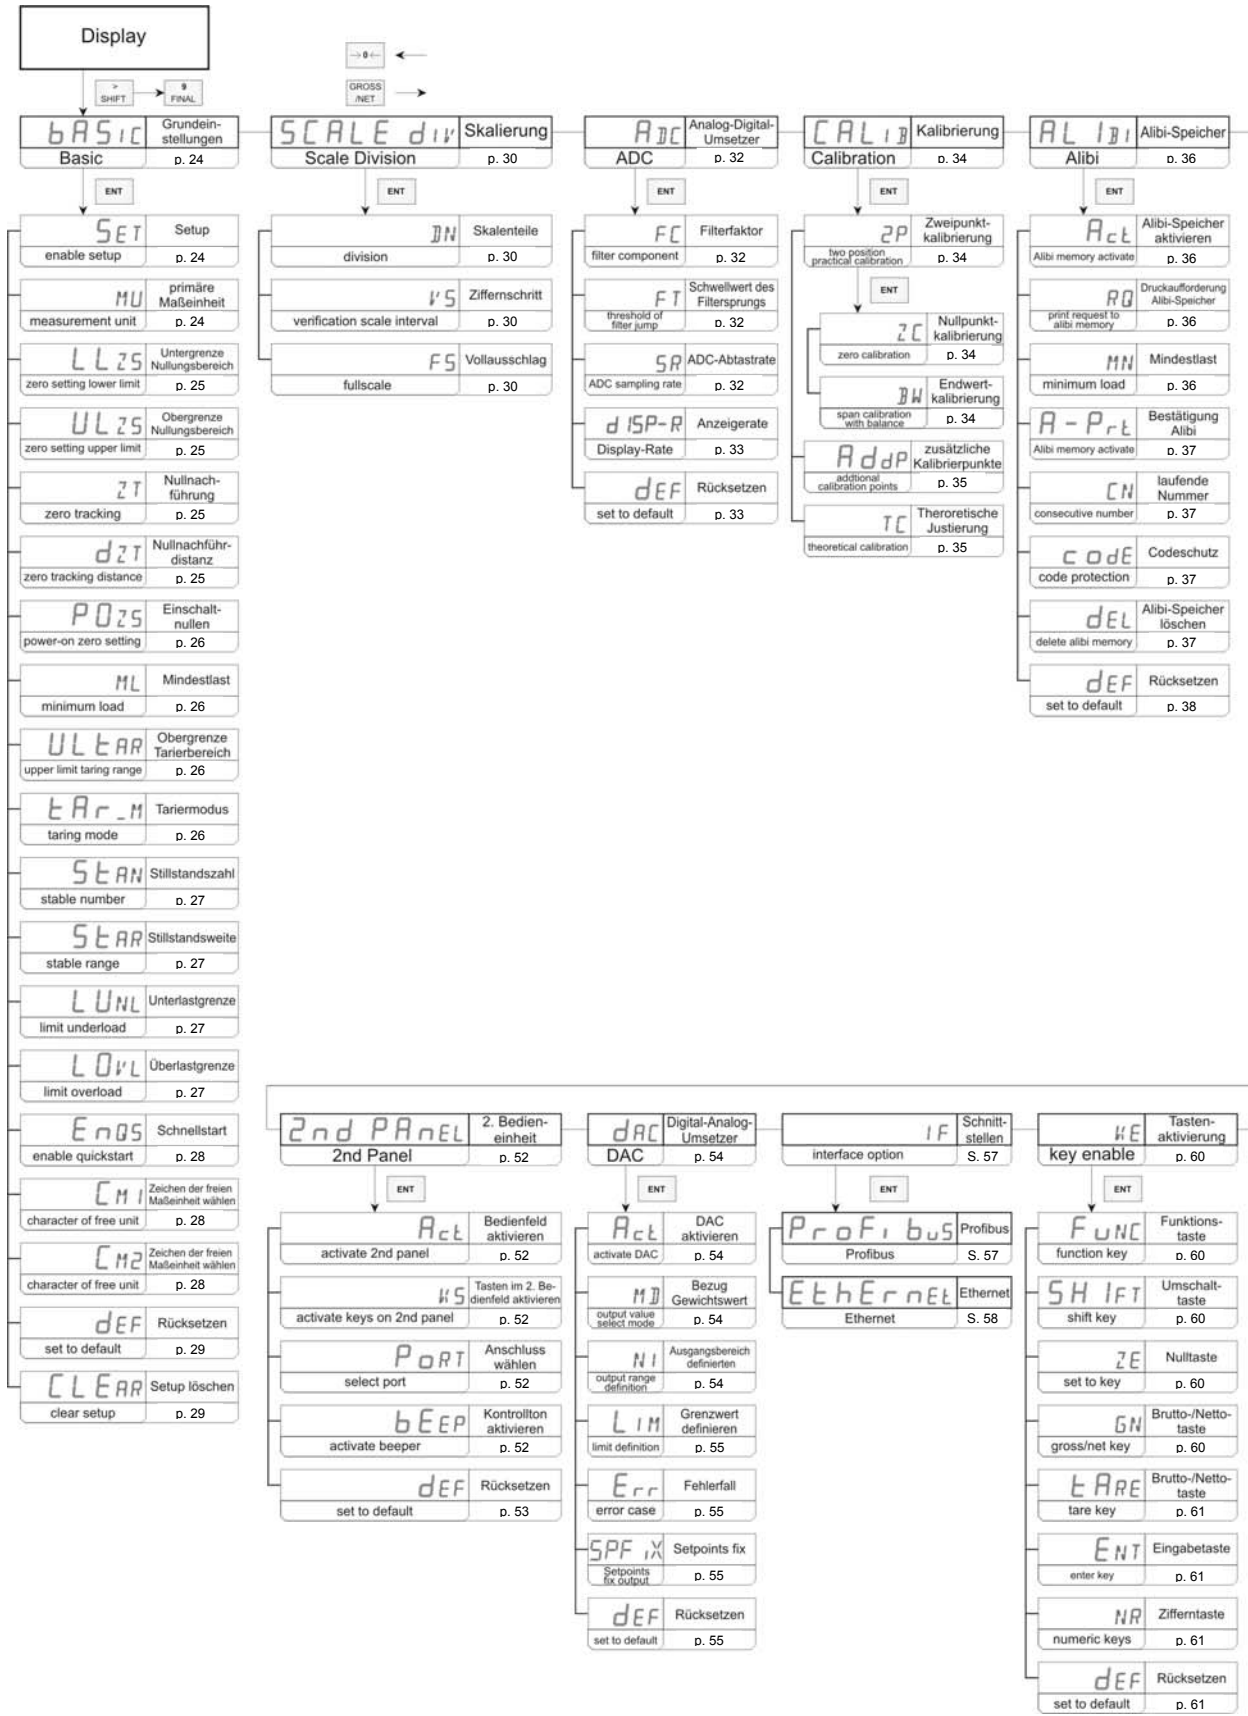 Display
→0←
>
SHIFT
9
FINAL
GROSS
/NET
bASic
Grundein-
stellungen
Basic
p. 24
SCALE div
Skalierung
Scale Division
p. 30
ADC
Analog-Digital-
Umsetzer
ADC
p. 32
CALiB
Kalibrierung
Calibration
p. 34
ALIBI
Alibi-Speicher
Alibi
p. 36
ENT
ENT
ENT
ENT
ENT
SET
Setup
enable setup
p. 24
MU
primäre
Maßeinheit
measurement unit
p. 24
LLZS
Untergrenze
Nullungsbereich
zero setting lower limit
p. 25
ULZS
Obergrenze
Nullungsbereich
zero setting upper limit
p. 25
ZT
Nullnach-
führung
zero tracking
p. 25
dZT
Nullnachführ-
distanz
zero tracking distance
p. 25
POZS
Einschalt-
nullen
power-on zero setting
p. 26
ML
Mindestlast
minimum load
p. 26
ULtAR
Obergrenze
Tarierbereich
upper limit taring range
p. 26
tAr_M
Tariermodus
taring mode
p. 26
StAN
Stillstandszahl
stable number
p. 27
StAR
Stillstandsweite
stable range
p. 27
LUNL
Unterlastgrenze
limit underload
p. 27
LOVL
Überlastgrenze
limit overload
p. 27
EnQS
Schnellstart
enable quickstart
p. 28
CM1
Zeichen der freien
Maßeinheit wählen
character of free unit
p. 28
CM2
Zeichen der freien
Maßeinheit wählen
character of free unit
p. 28
dEF
Rücksetzen
set to default
p. 29
CLEAR
Setup löschen
clear setup
p. 29
DN
Skalenteile
division
p. 30
VS
Ziffernschritt
verification scale interval
p. 30
FS
Vollausschlag
fullscale
p. 30
FC
Filterfaktor
filter component
p. 32
FT
Schwellwert des
Filtersprungs
threshold of
filter jump
p. 32
SR
ADC-Abtastrate
ADC sampling rate
p. 32
dISP-R
Anzeigerate
Display-Rate
p. 33
dEF
Rücksetzen
set to default
p. 33
2P
Zweipunkt-
kalibrierung
two position
practical calibration
p. 34
ENT
ZC
Nullpunkt-
kalibrierung
zero calibration
p. 34
BW
Endwert-
kalibrierung
span calibration
with balance
p. 34
AddP
zusätzliche
Kalibrierpunkte
addtional
calibration points
p. 35
TC
Theroretische
Justierung
theoretical calibration
p. 35
Act
Alibi-Speicher
aktivieren
Alibi memory activate
p. 36
RQ
Druckaufforderung
Alibi-Speicher
print request to
alibi memory
p. 36
MN
Mindestlast
minimum load
p. 36
A-Prt
Bestätigung
Alibi
Alibi memory activate
p. 37
CN
laufende
Nummer
consecutive number
p. 37
codE
Codeschutz
code protection
p. 37
dEL
Alibi-Speicher
löschen
delete alibi memory
p. 37
dEF
Rücksetzen
set to default
p. 38
2nd PAnEL
2. Bedien-
einheit
2nd Panel
p. 52
dAC
Digital-Analog-
Umsetzer
DAC
p. 54
IF
Schnitt-
stellen
interface option
S. 57
KE
Tasten-
aktivierung
key enable
p. 60
ENT
ENT
ENT
ENT
Act
Bedienfeld
aktivieren
activate 2nd panel
p. 52
KS
Tasten im 2. Be-
dienfeld aktivieren
activate keys on 2nd panel
p. 52
PoRT
Anschluss
wählen
select port
p. 52
bEEP
Kontrollton
aktivieren
activate beeper
p. 52
dEF
Rücksetzen
set to default
p. 53
Act
DAC
aktivieren
activate DAC
p. 54
MD
Bezug
Gewichtswert
output value
select mode
p. 54
NI
Ausgangsbereich
definierten
output range
definition
p. 54
LIM
Grenzwert
definieren
limit definition
p. 55
Err
Fehlerfall
error case
p. 55
SPFiX
Setpoints fix
Setpoints
fix output
p. 55
dEF
Rücksetzen
set to default
p. 55
ProFi buS
Profibus
Profibus
S. 57
EthErnEt
Ethernet
Ethernet
S. 58
FuNC
Funktions-
taste
function key
p. 60
SHIFT
Umschalt-
taste
shift key
p. 60
ZE
Nulltaste
set to key
p. 60
GN
Brutto-/Netto-
taste
gross/net key
p. 60
tARE
Brutto-/Netto-
taste
tare key
p. 61
ENT
Eingabetaste
enter key
p. 61
NR
Zifferntaste
numeric keys
p. 61
dEF
Rücksetzen
set to default
p. 61